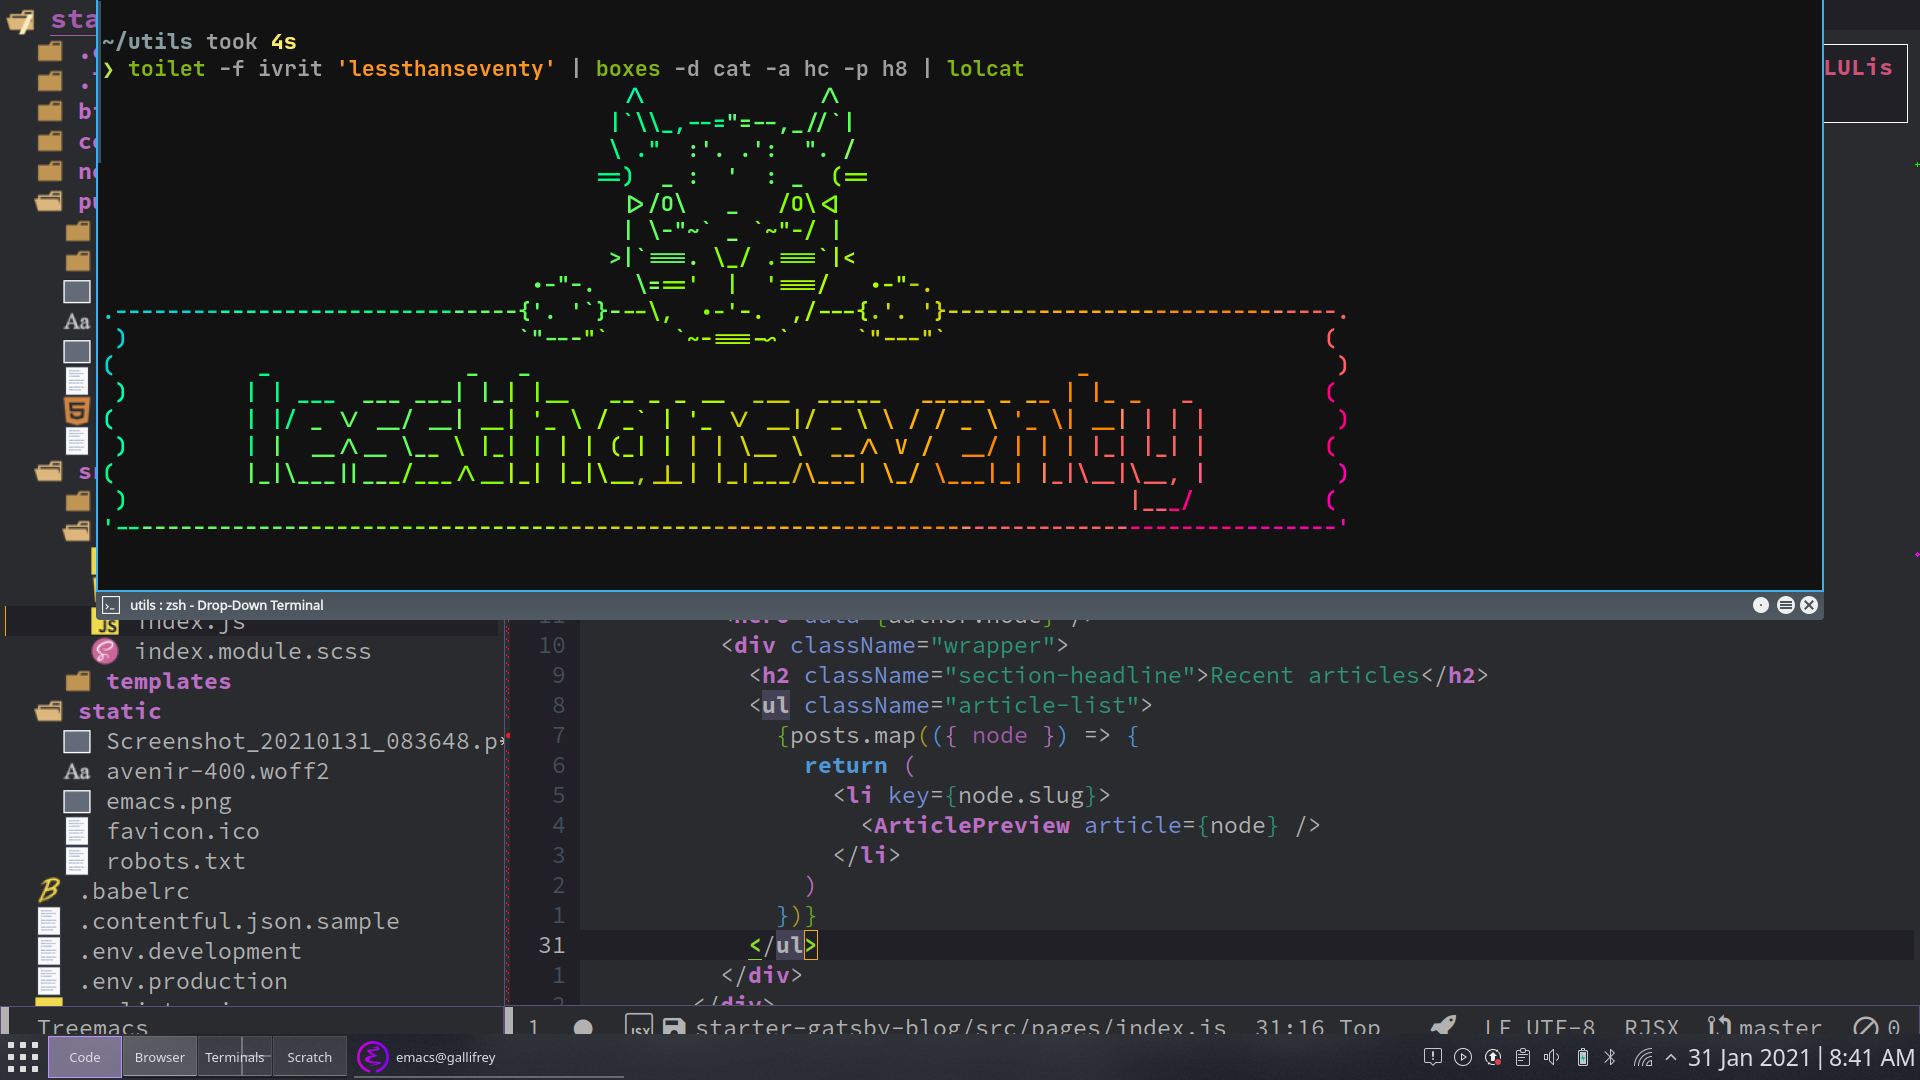 ~/utils took 4s
❯ toilet -f ivrit 'lessthanseventy' | boxes -d cat -a hc -p h8 | lolcat
lessthanseventy
utils : zsh - Drop-Down Terminal
LULis
index.js
index.module.scss
templates
static
Screenshot_20210131_083648.p
avenir-400.woff2
emacs.png
favicon.ico
robots.txt
.babelrc
.contentful.json.sample
.env.development
.env.production
Treemacs
10 <div className="wrapper">
9 <h2 className="section-headline">Recent articles</h2>
8 <ul className="article-list">
7 {posts.map(({ node }) => {
6 return (
5 <li key={node.slug}>
4 <ArticlePreview article={node} />
3 </li>
2 )
1 })}
31 </ul>
1 </div>
2 </div>
1 JSX starter-gatsby-blog/src/pages/index.js 31:16 Top LF UTF-8 RJSX master 0
Code Browser Terminals Scratch emacs@gallifrey 31 Jan 2021 | 8:41 AM